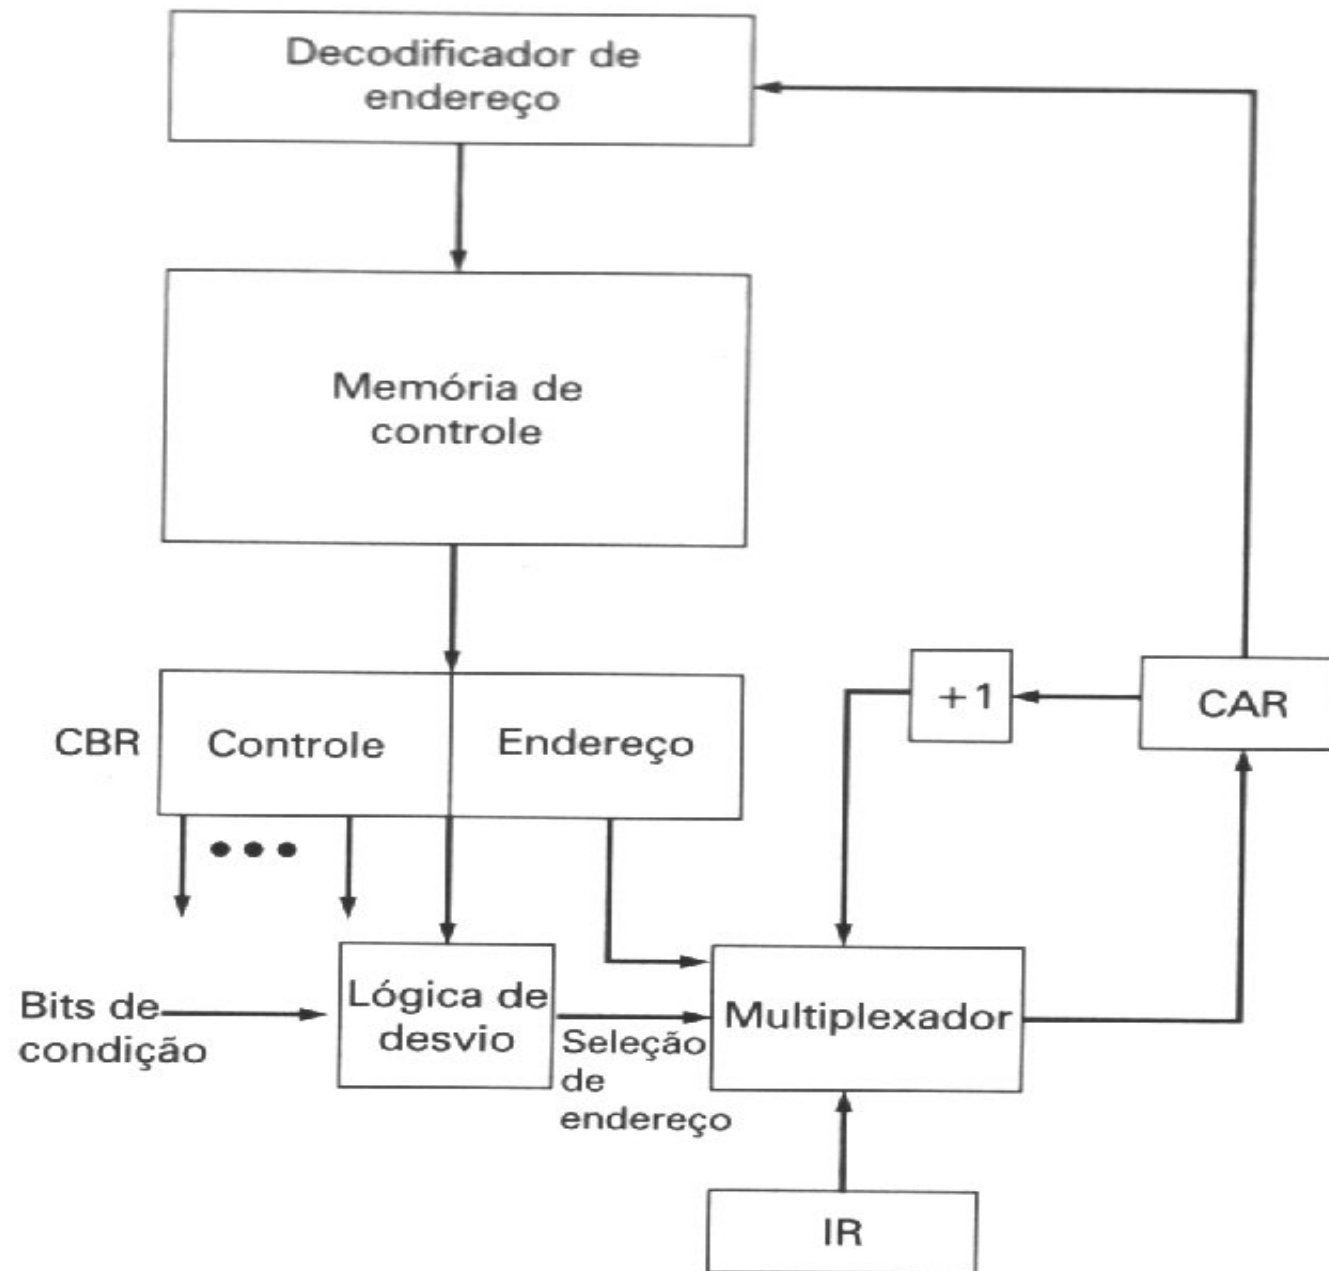 Decodificador de
endereço
Memória de
controle
CBR
Controle
Endereço
+1
CAR
Bits de
condição
Lógica de
desvio
Seleção
de
endereço
Multiplexador
IR